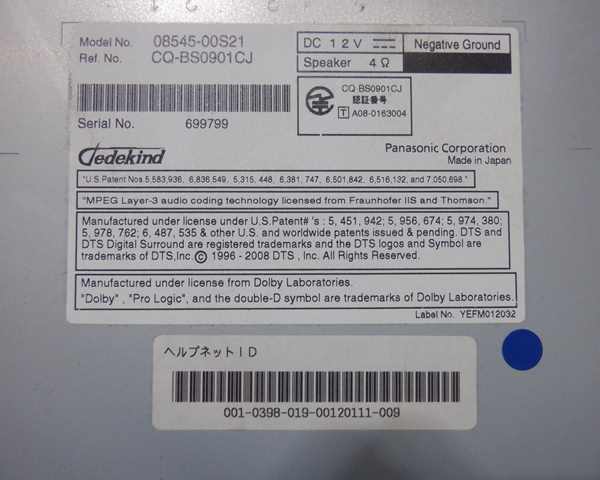 Model No. 08545-00S21
Ref. No. CQ-BS0901CJ
DC 12V Negative Ground
Speaker 4 Ω
CQ-BS0901CJ
認証番号
T A08-0163004
Serial No. 699799
Dedekind
Panasonic Corporation
Made in Japan
"U.S. Patent Nos.5,583,936, 6,836,549, 5,315,448, 6,381,747, 6,501,842, 6,516,132, and 7,050,698."
"MPEG Layer-3 audio coding technology licensed from Fraunhofer IIS and Thomson."
Manufactured under license under U.S.Patent# 's : 5, 451, 942; 5, 956, 674; 5, 974, 380;
5, 978, 762; 6, 487, 535 & other U.S. and worldwide patents issued & pending. DTS and
DTS Digital Surround are registered trademarks and the DTS logos and Symbol are
trademarks of DTS,Inc.© 1996 - 2008 DTS , Inc. All Rights Reserved.
Manufactured under license from Dolby Laboratories.
"Dolby" , "Pro Logic", and the double-D symbol are trademarks of Dolby Laboratories.
Label No. YEFM012032
ヘルプネットID
001-0398-019-00120111-009